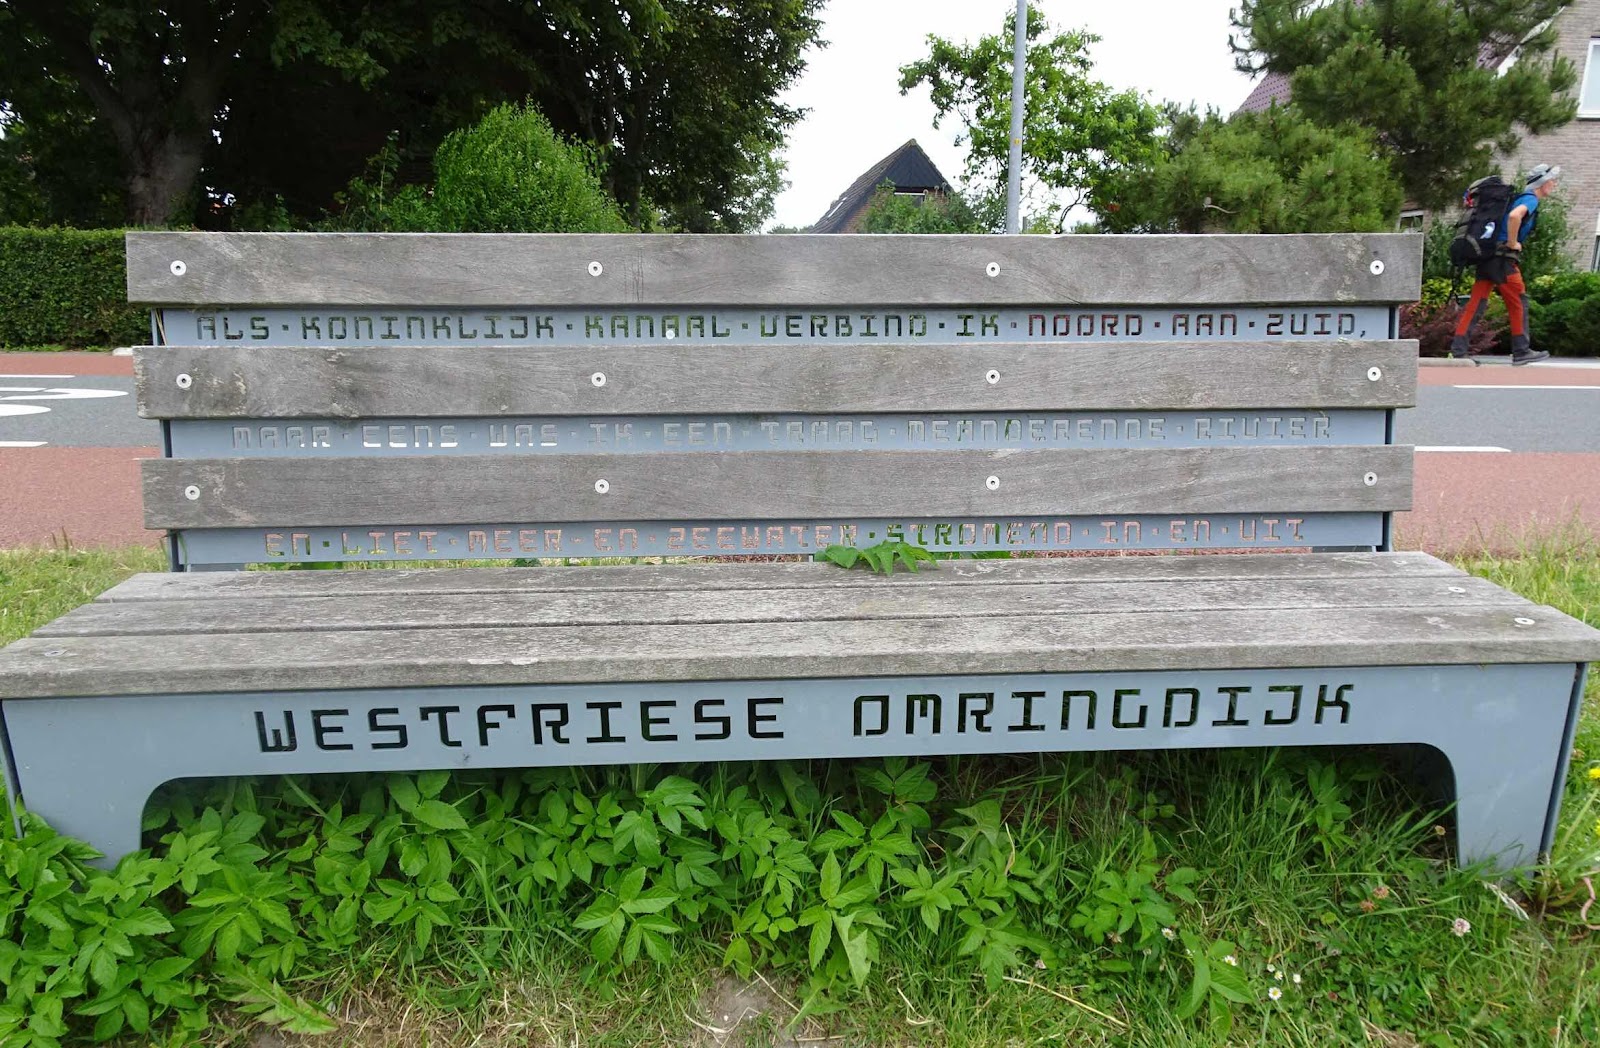 ALS·KONINKLIJK·KANAAL·VERBIND·IK·NOORD·AAN·ZUID,
MAAR·EENS·WAS·IK·EEN TRAAG·MEANDERENDE·RIVIER
EN·LIET·MEER·EN·ZEEWATER·STROMEND·IN·EN·UIT
WESTFRIESE OMRINGDIJK